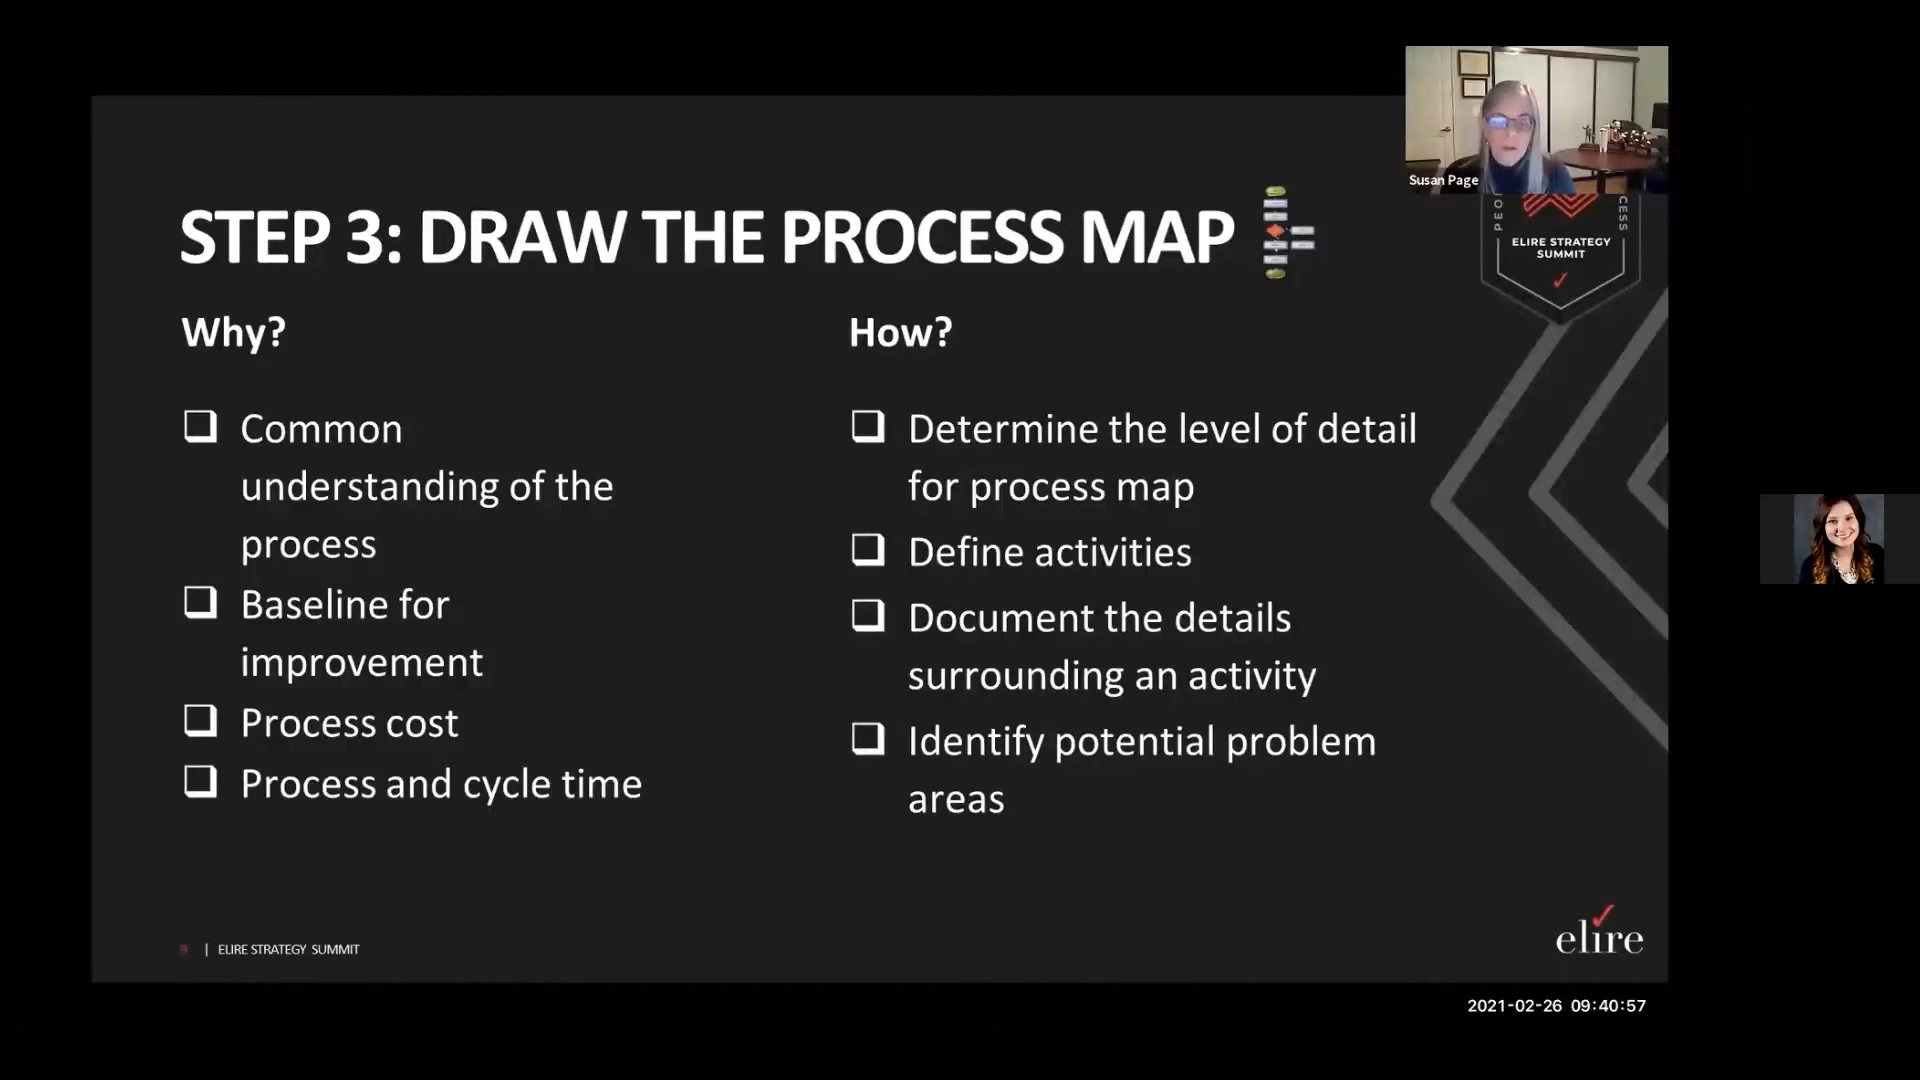 Susan Page
PEO
CESS
ELIRE STRATEGY
SUMMIT
STEP 3: DRAW THE PROCESS MAP
Why?
Common
understanding of the
process
Baseline for
improvement
Process cost
Process and cycle time
How?
Determine the level of detail
for process map
Define activities
Document the details
surrounding an activity
Identify potential problem
areas
9 | ELIRE STRATEGY SUMMIT
elire
2021-02-26 09:40:57